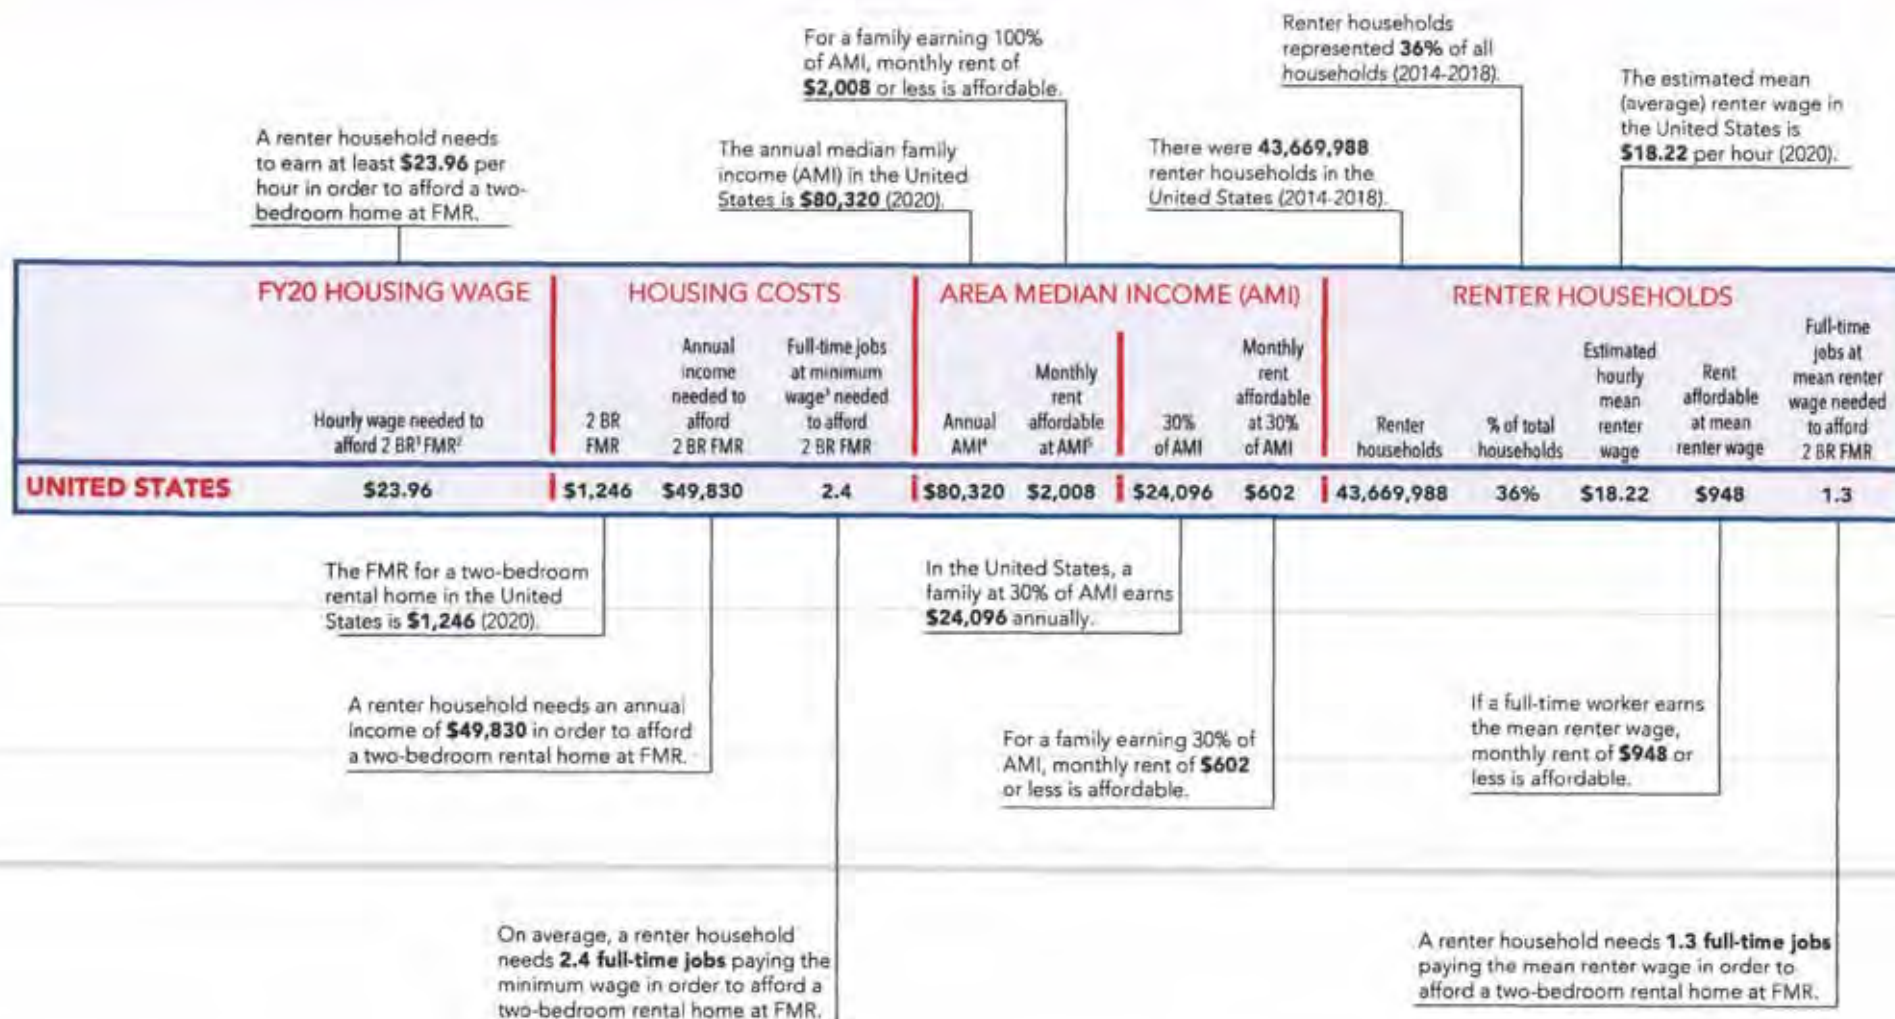 For a family earning 100%
of AMI, monthly rent of
$2,008 or less is affordable.
Renter households
represented 36% of all
households (2014-2018).
The estimated mean
(average) renter wage in
the United States is
$18.22 per hour (2020).
A renter household needs
to earn at least $23.96 per
hour in order to afford a two-
bedroom home at FMR.
The annual median family
income (AMI) in the United
States is $80,320 (2020).
There were 43,669,988
renter households in the
United States (2014-2018).
FY20 HOUSING WAGE
HOUSING COSTS
AREA MEDIAN INCOME (AMI)
RENTER HOUSEHOLDS
Hourly wage needed to
afford 2 BR¹ FMR²
2 BR
FMR
Annual
income
needed to
afford
2 BR FMR
Full-time jobs
at minimum
wage³ needed
to afford
2 BR FMR
Annual
AMI⁴
Monthly
rent
affordable
at AMI⁵
30%
of AMI
Monthly
rent
affordable
at 30%
of AMI
Renter
households
% of total
households
Estimated
hourly
mean
renter
wage
Rent
affordable
at mean
renter wage
Full-time
jobs at
mean renter
wage needed
to afford
2 BR FMR
UNITED STATES $23.96 $1,246 $49,830 2.4 $80,320 $2,008 $24,096 $602 43,669,988 36% $18.22 $948 1.3
The FMR for a two-bedroom
rental home in the United
States is $1,246 (2020).
In the United States, a
family at 30% of AMI earns
$24,096 annually.
A renter household needs an annual
income of $49,830 in order to afford
a two-bedroom rental home at FMR.
For a family earning 30% of
AMI, monthly rent of $602
or less is affordable.
If a full-time worker earns
the mean renter wage,
monthly rent of $948 or
less is affordable.
On average, a renter household
needs 2.4 full-time jobs paying the
minimum wage in order to afford a
two-bedroom rental home at FMR.
A renter household needs 1.3 full-time jobs
paying the mean renter wage in order to
afford a two-bedroom rental home at FMR.